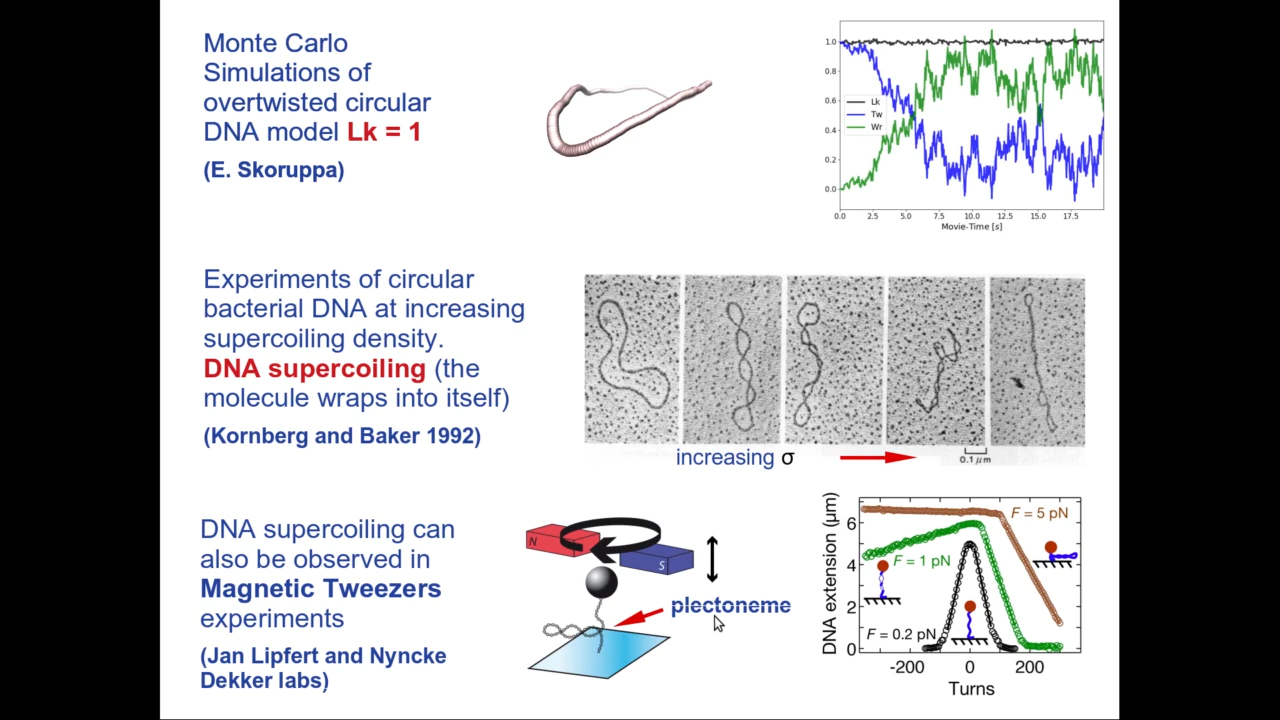 Monte Carlo
Simulations of
overtwisted circular
DNA model Lk = 1
(E. Skoruppa)
1.0
0.8
0.6
0.4
0.2
0.0
Lk
Tw
Wr
0.0 2.5 5.0 7.5 10.0 12.5 15.0 17.5
Movie-Time [s]
Experiments of circular
bacterial DNA at increasing
supercoiling density.
DNA supercoiling (the
molecule wraps into itself)
(Kornberg and Baker 1992)
increasing σ
0.1 μm
DNA supercoiling can
also be observed in
Magnetic Tweezers
experiments
(Jan Lipfert and Nyncke
Dekker labs)
N
S
plectoneme
DNA extension (μm)
6
4
2
0
F = 5 pN
F = 1 pN
F = 0.2 pN
-200 0 200
Turns